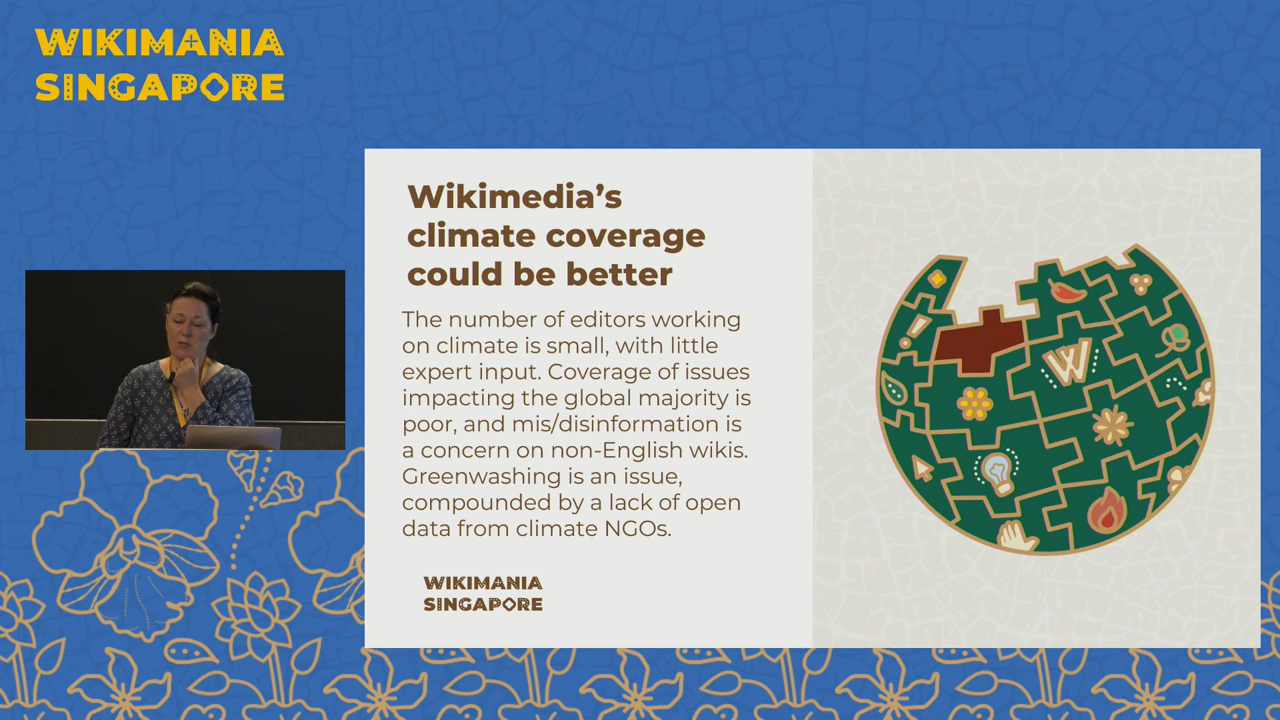 WIKIMANIA
SINGAPORE
Wikimedia’s
climate coverage
could be better
The number of editors working
on climate is small, with little
expert input. Coverage of issues
impacting the global majority is
poor, and mis/disinformation is
a concern on non-English wikis.
Greenwashing is an issue,
compounded by a lack of open
data from climate NGOs.
W
WIKIMANIA
SINGAPORE